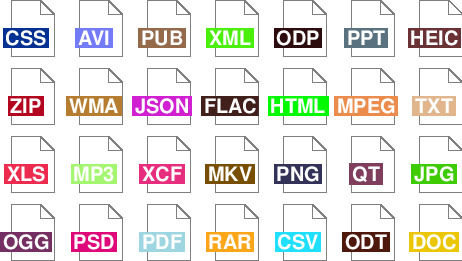 CSS AVI PUB XML ODP PPT HEIC
ZIP WMA JSON FLAC HTML MPEG TXT
XLS MP3 XCF MKV PNG QT JPG
OGG PSD PDF RAR CSV ODT DOC